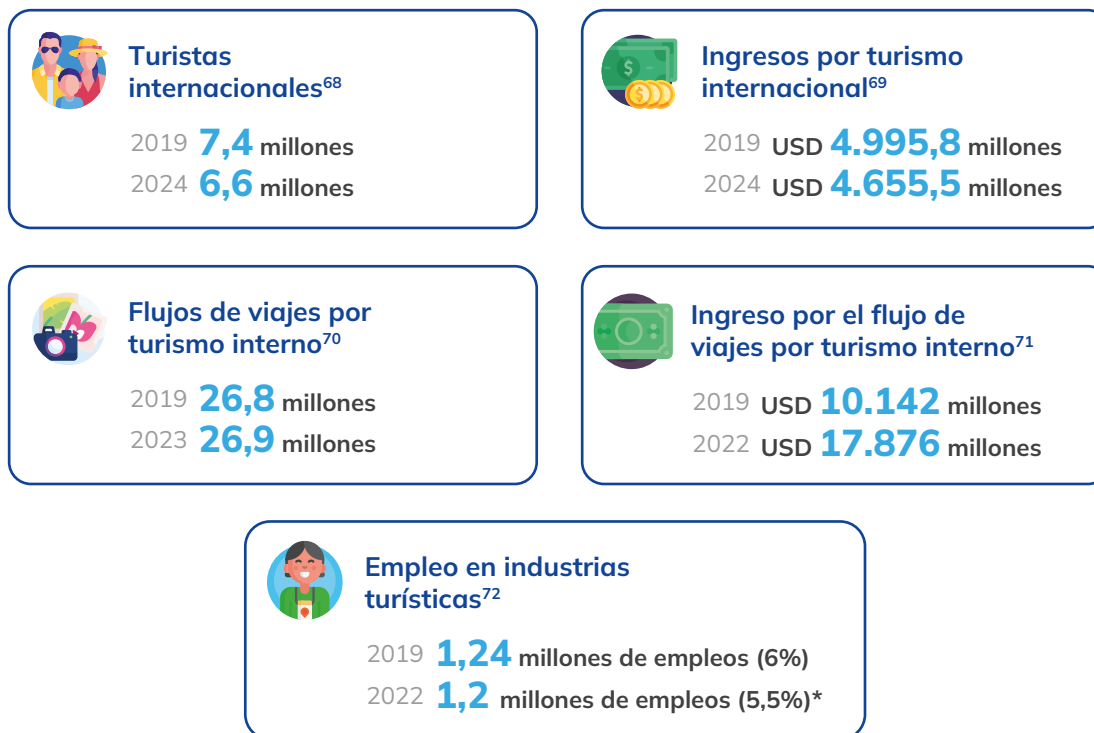 Turistas
internacionales⁶⁸
2019 7,4 millones
2024 6,6 millones
Ingresos por turismo
internacional⁶⁹
2019 USD 4.995,8 millones
2024 USD 4.655,5 millones
Flujos de viajes por
turismo interno⁷⁰
2019 26,8 millones
2023 26,9 millones
Ingreso por el flujo de
viajes por turismo interno⁷¹
2019 USD 10.142 millones
2022 USD 17.876 millones
Empleo en industrias
turísticas⁷²
2019 1,24 millones de empleos (6%)
2022 1,2 millones de empleos (5,5%)*